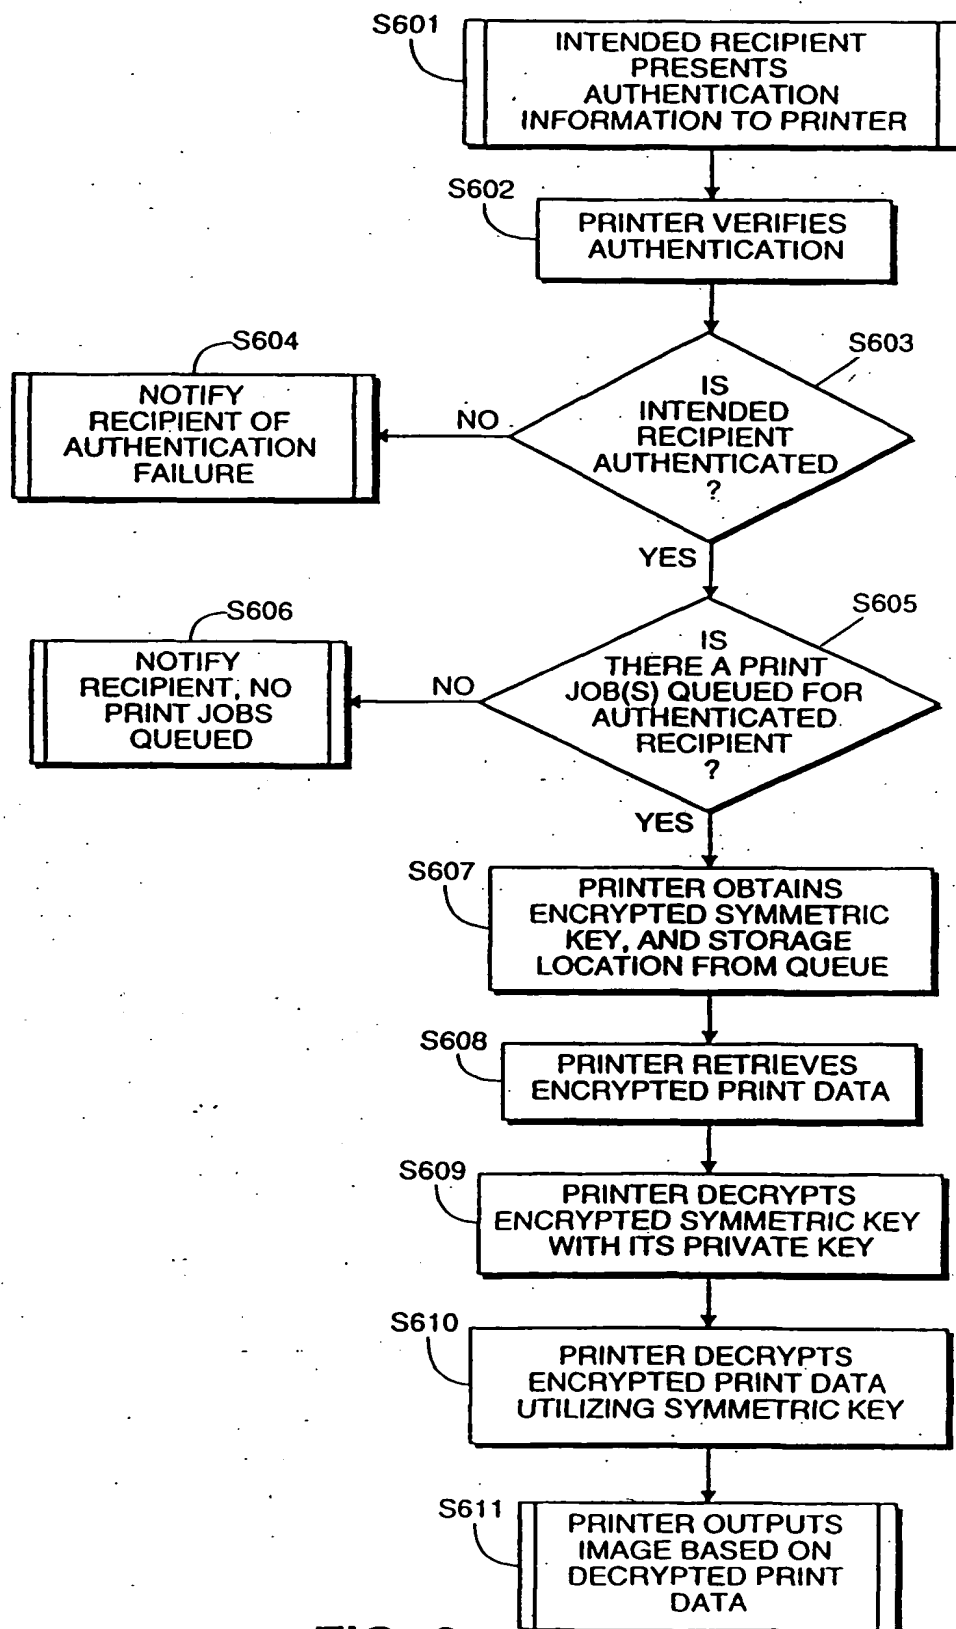 S601
INTENDED RECIPIENT
PRESENTS
AUTHENTICATION
INFORMATION TO PRINTER
S602
PRINTER VERIFIES
AUTHENTICATION
S603
IS
INTENDED
RECIPIENT
AUTHENTICATED
?
NO
S604
NOTIFY
RECIPIENT OF
AUTHENTICATION
FAILURE
YES
S605
IS
THERE A PRINT
JOB(S) QUEUED FOR
AUTHENTICATED
RECIPIENT
?
NO
S606
NOTIFY
RECIPIENT, NO
PRINT JOBS
QUEUED
YES
S607
PRINTER OBTAINS
ENCRYPTED SYMMETRIC
KEY, AND STORAGE
LOCATION FROM QUEUE
S608
PRINTER RETRIEVES
ENCRYPTED PRINT DATA
S609
PRINTER DECRYPTS
ENCRYPTED SYMMETRIC KEY
WITH ITS PRIVATE KEY
S610
PRINTER DECRYPTS
ENCRYPTED PRINT DATA
UTILIZING SYMMETRIC KEY
S611
PRINTER OUTPUTS
IMAGE BASED ON
DECRYPTED PRINT
DATA